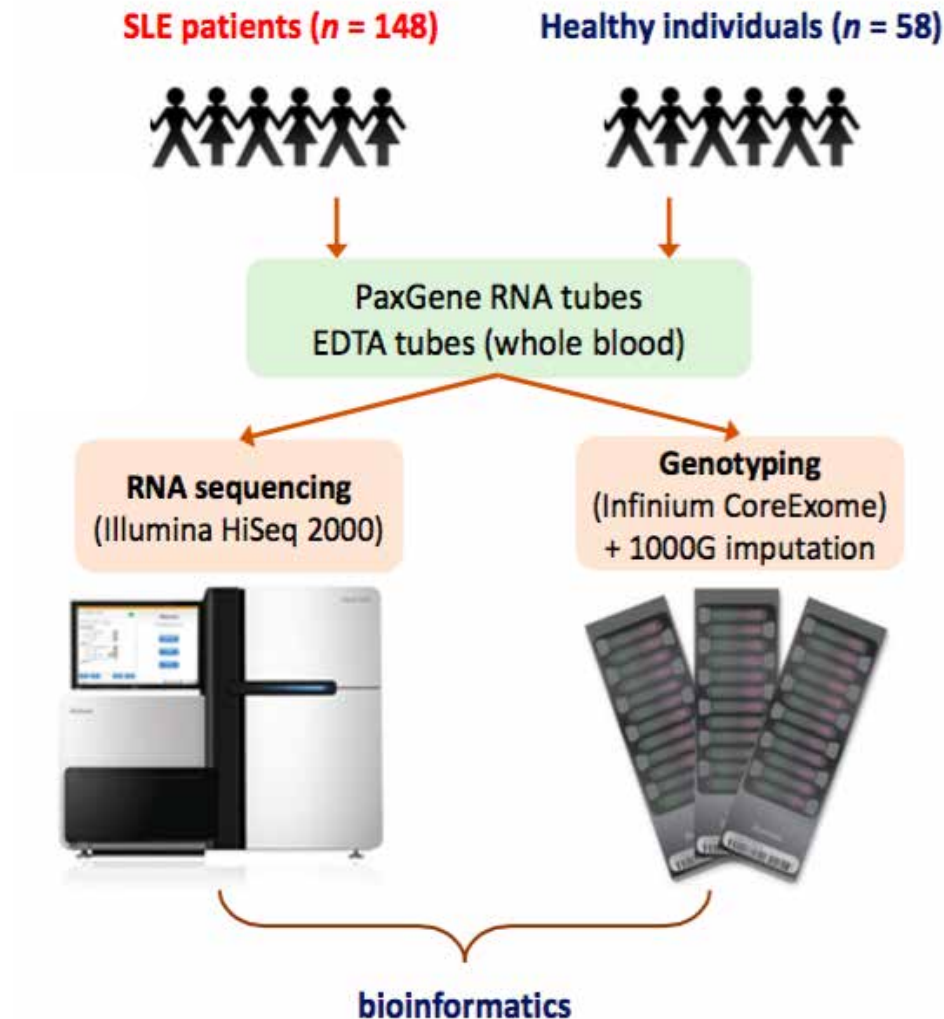 SLE patients (n = 148)
Healthy individuals (n = 58)
PaxGene RNA tubes
EDTA tubes (whole blood)
RNA sequencing
(Illumina HiSeq 2000)
Genotyping
(Infinium CoreExome)
+ 1000G imputation
bioinformatics